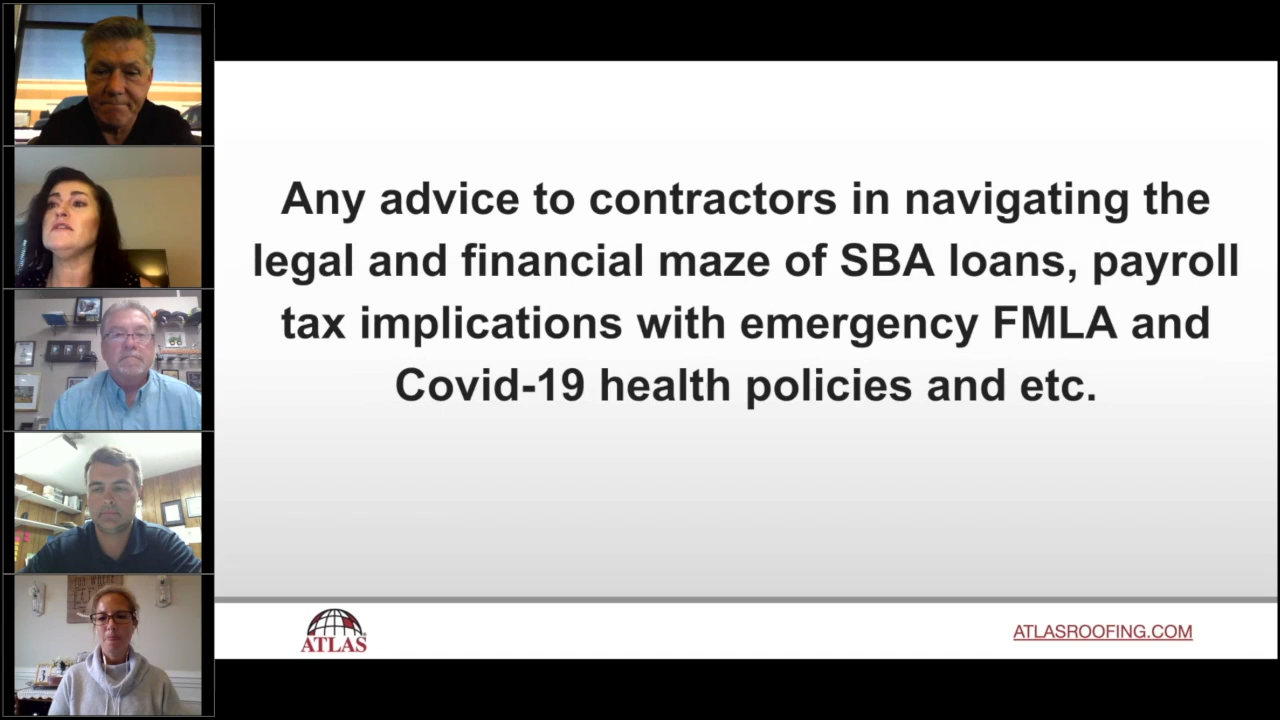 Any advice to contractors in navigating the
legal and financial maze of SBA loans, payroll
tax implications with emergency FMLA and
Covid-19 health policies and etc.
ATLAS
ATLASROOFING.COM